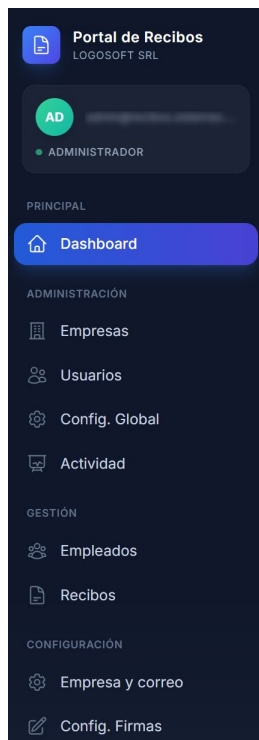 Portal de Recibos
LOGOSOFT SRL
AD
ADMINISTRADOR
PRINCIPAL
Dashboard
ADMINISTRACIÓN
Empresas
Usuarios
Config. Global
Actividad
GESTIÓN
Empleados
Recibos
CONFIGURACIÓN
Empresa y correo
Config. Firmas